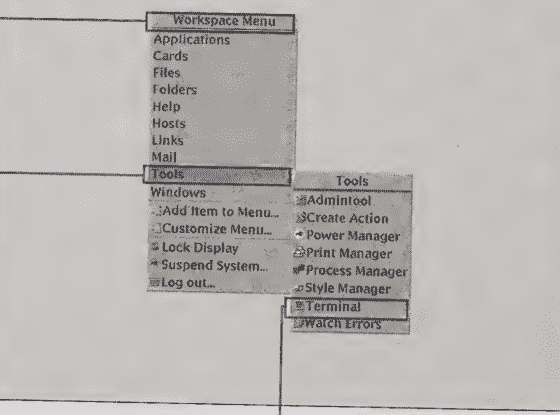 Workspace Menu
Applications
Cards
Files
Folders
Help
Hosts
Links
Mail
Tools
Windows
Add Item to Menu...
Customize Menu...
Lock Display
Suspend System...
Log out...
Tools
Admintool
Create Action
Power Manager
Print Manager
Process Manager
Style Manager
Terminal
Watch Errors